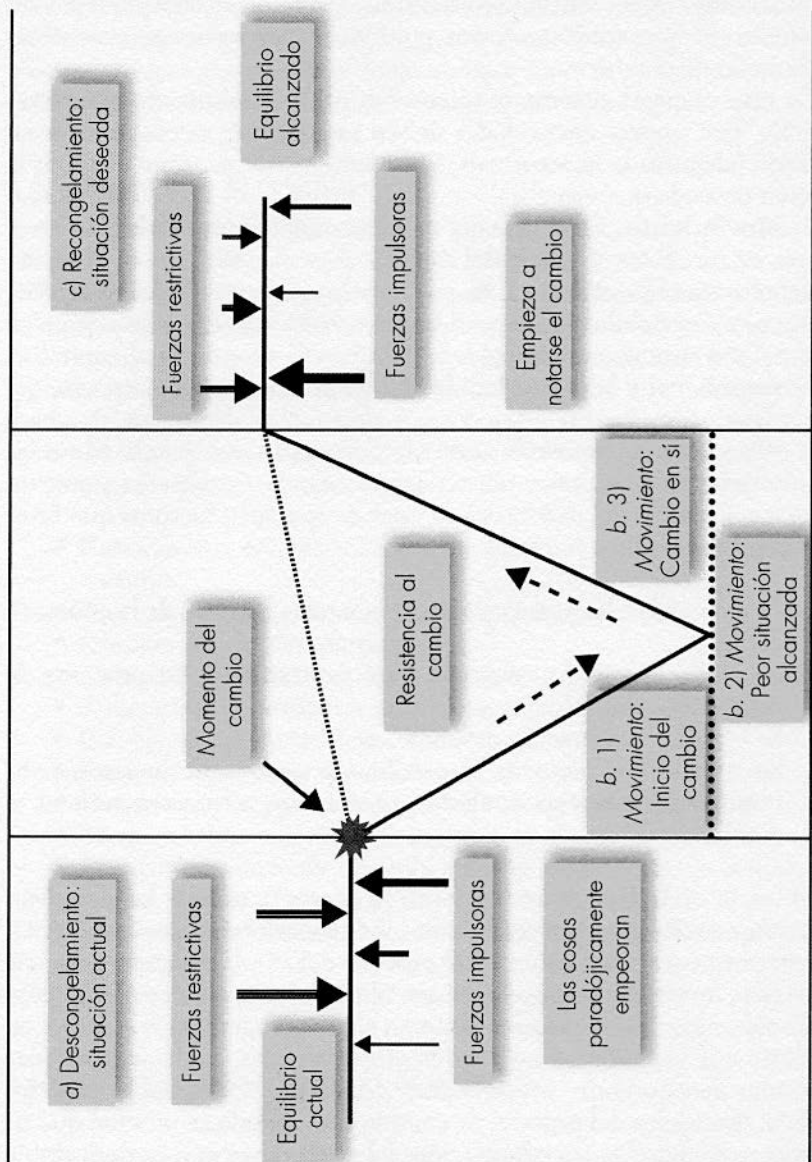 a) Descongelamiento:
situación actual
Fuerzas restrictivas
Equilibrio
actual
Fuerzas impulsoras
Las cosas
paradójicamente
empeoran
Momento del
cambio
Resistencia al
cambio
b. 1)
Movimiento:
Inicio del
cambio
b. 2) Movimiento:
Peor situación
alcanzada
b. 3)
Movimiento:
Cambio en sí
c) Recongelamiento:
situación deseada
Fuerzas restrictivas
Equilibrio
alcanzado
Fuerzas impulsoras
Empieza a
notarse el cambio